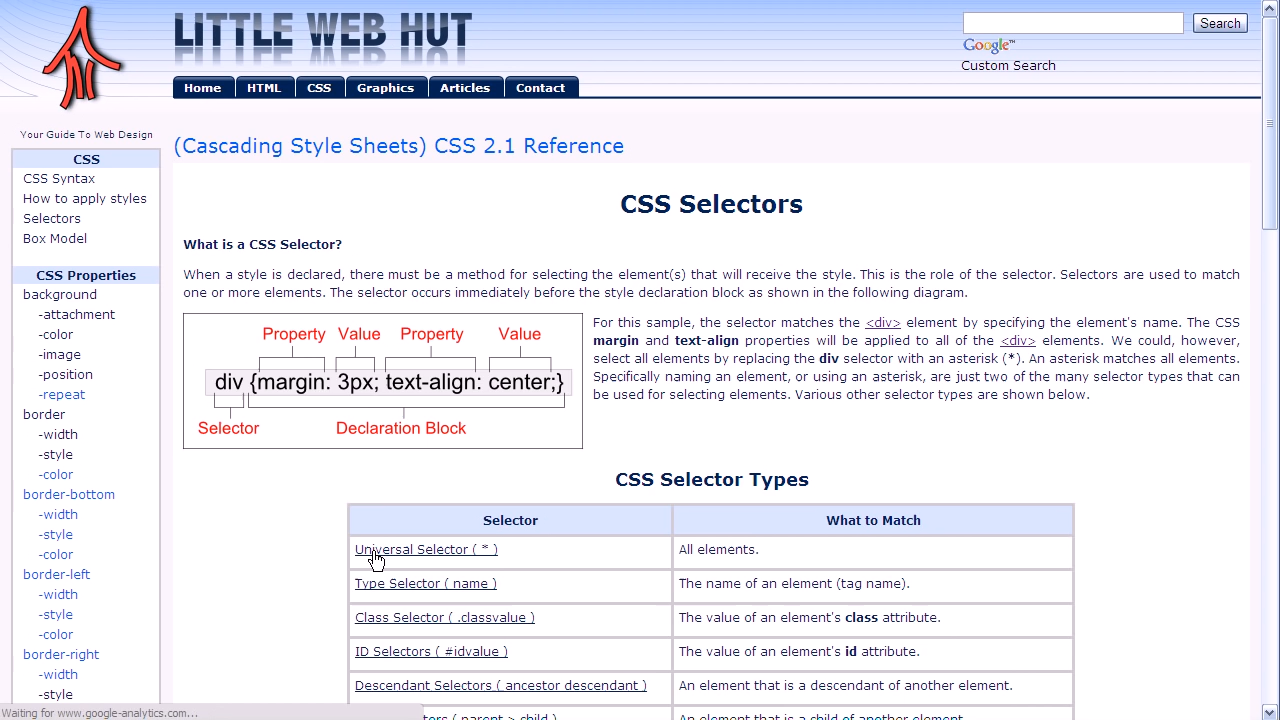 LITTLE WEB HUT
Search
Google™
Custom Search
Home HTML CSS Graphics Articles Contact
Your Guide To Web Design
CSS
CSS Syntax
How to apply styles
Selectors
Box Model
CSS Properties
background
-attachment
-color
-image
-position
-repeat
border
-width
-style
-color
border-bottom
-width
-style
-color
border-left
-width
-style
-color
border-right
-width
-style
(Cascading Style Sheets) CSS 2.1 Reference
CSS Selectors
What is a CSS Selector?
When a style is declared, there must be a method for selecting the element(s) that will receive the style. This is the role of the selector. Selectors are used to match
one or more elements. The selector occurs immediately before the style declaration block as shown in the following diagram.
Property Value Property Value
div {margin: 3px; text-align: center;}
Selector Declaration Block
For this sample, the selector matches the <div> element by specifying the element's name. The CSS
margin and text-align properties will be applied to all of the <div> elements. We could, however,
select all elements by replacing the div selector with an asterisk (*). An asterisk matches all elements.
Specifically naming an element, or using an asterisk, are just two of the many selector types that can
be used for selecting elements. Various other selector types are shown below.
CSS Selector Types
Selector What to Match
Universal Selector ( * ) All elements.
Type Selector ( name ) The name of an element (tag name).
Class Selector ( .classvalue ) The value of an element's class attribute.
ID Selectors ( #idvalue ) The value of an element's id attribute.
Descendant Selectors ( ancestor descendant ) An element that is a descendant of another element.
( parent > child ) An element that is a child of another element.
Waiting for www.google-analytics.com...